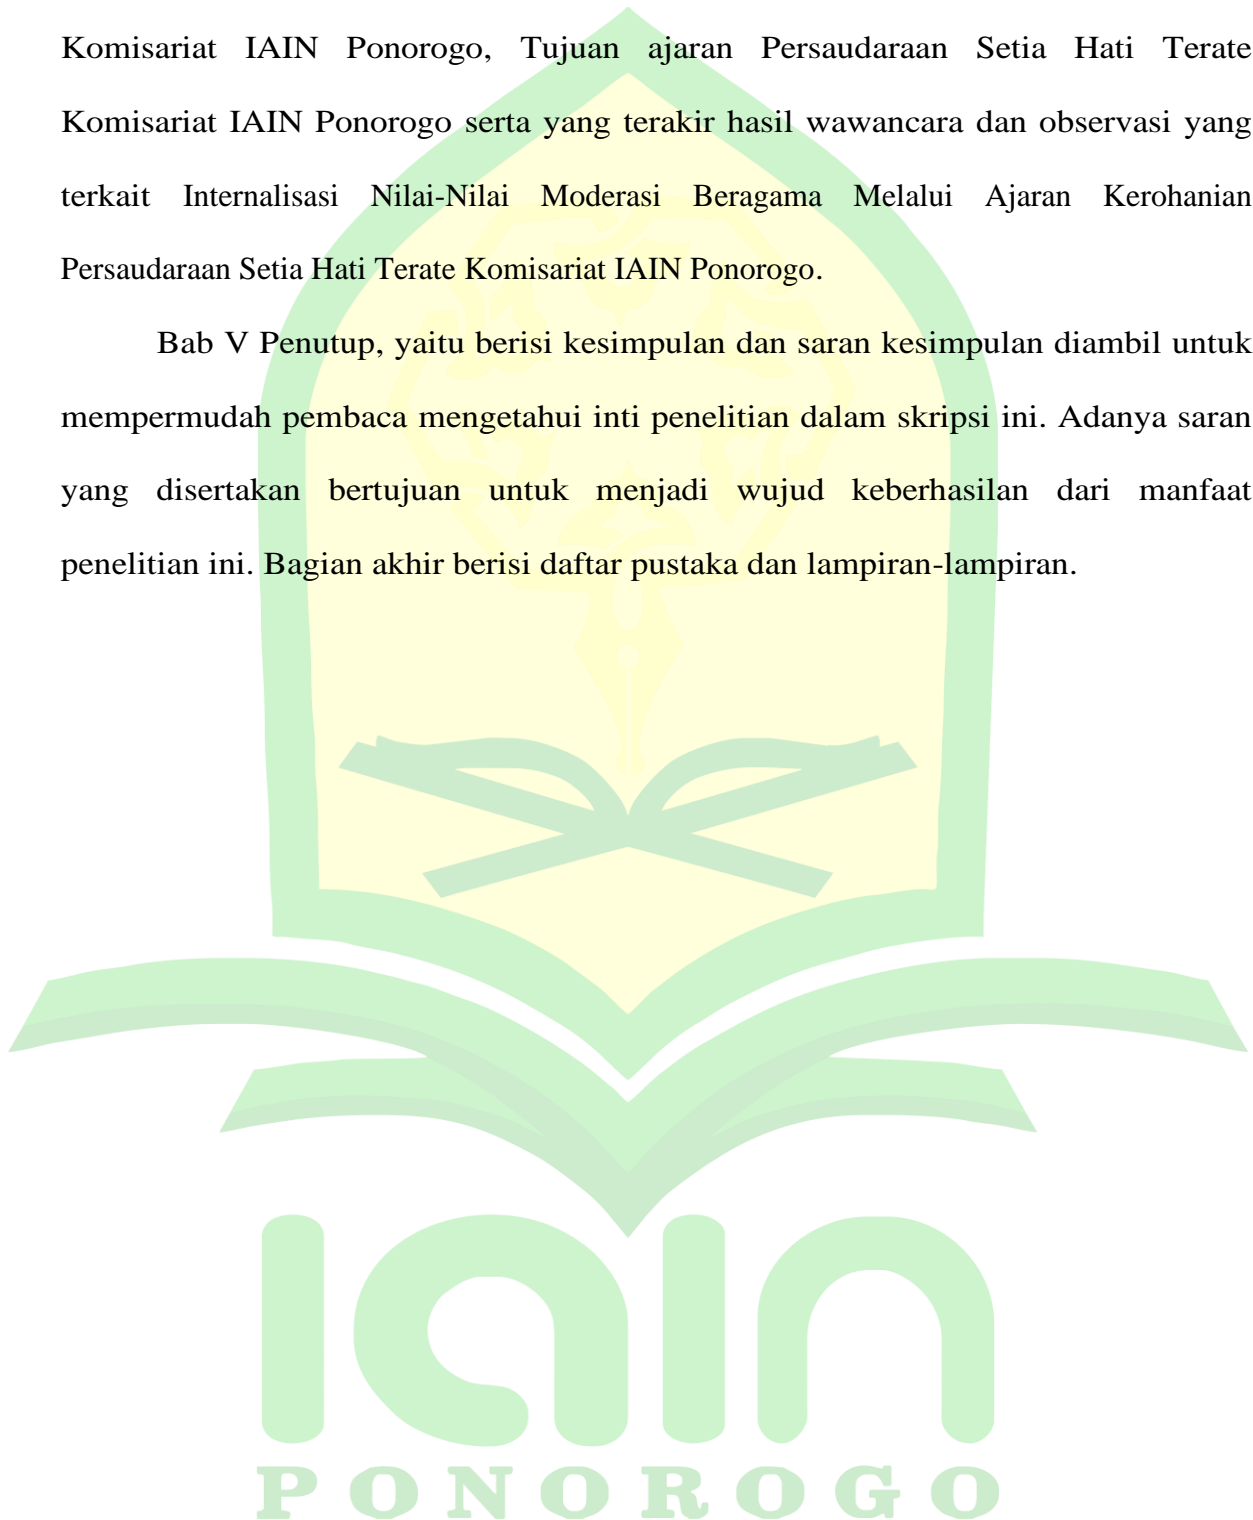 Komisariat IAIN Ponorogo, Tujuan ajaran Persaudaraan Setia Hati Terate
Komisariat IAIN Ponorogo serta yang terakir hasil wawancara dan observasi yang
terkait Internalisasi Nilai-Nilai Moderasi Beragama Melalui Ajaran Kerohanian
Persaudaraan Setia Hati Terate Komisariat IAIN Ponorogo.
Bab V Penutup, yaitu berisi kesimpulan dan saran kesimpulan diambil untuk
mempermudah pembaca mengetahui inti penelitian dalam skripsi ini. Adanya saran
yang disertakan bertujuan untuk menjadi wujud keberhasilan dari manfaat
penelitian ini. Bagian akhir berisi daftar pustaka dan lampiran-lampiran.
IAIN
PONOROGO